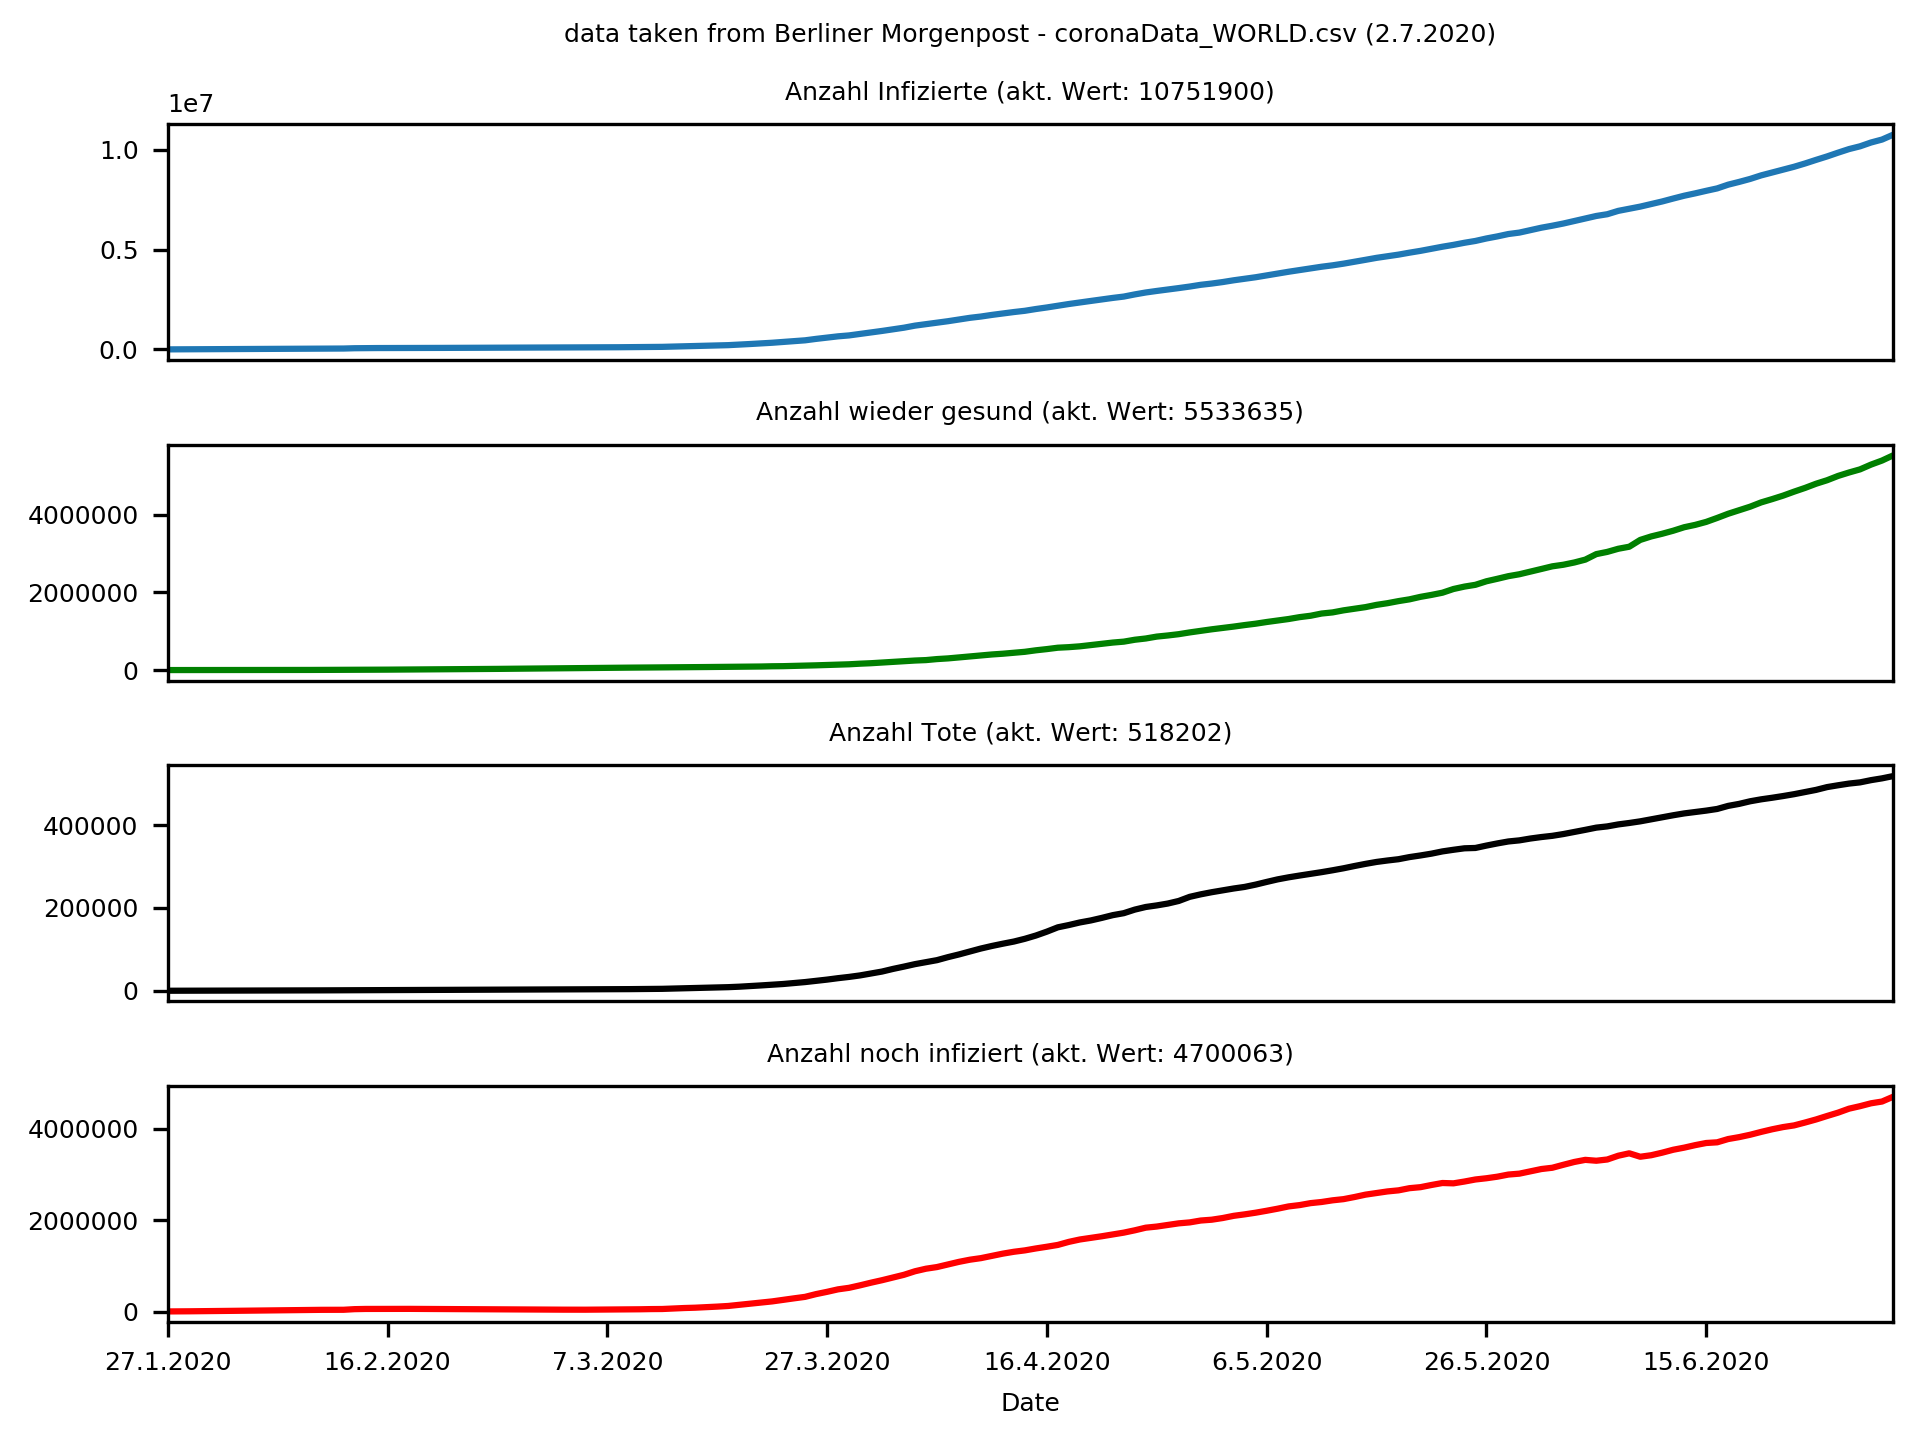 data taken from Berliner Morgenpost - coronaData_WORLD.csv (2.7.2020)
Anzahl Infizierte (akt. Wert: 10751900)
1e7
1.0
0.5
0.0
Anzahl wieder gesund (akt. Wert: 5533635)
4000000
2000000
0
Anzahl Tote (akt. Wert: 518202)
400000
200000
0
Anzahl noch infiziert (akt. Wert: 4700063)
4000000
2000000
0
27.1.2020 16.2.2020 7.3.2020 27.3.2020 16.4.2020 6.5.2020 26.5.2020 15.6.2020
Date